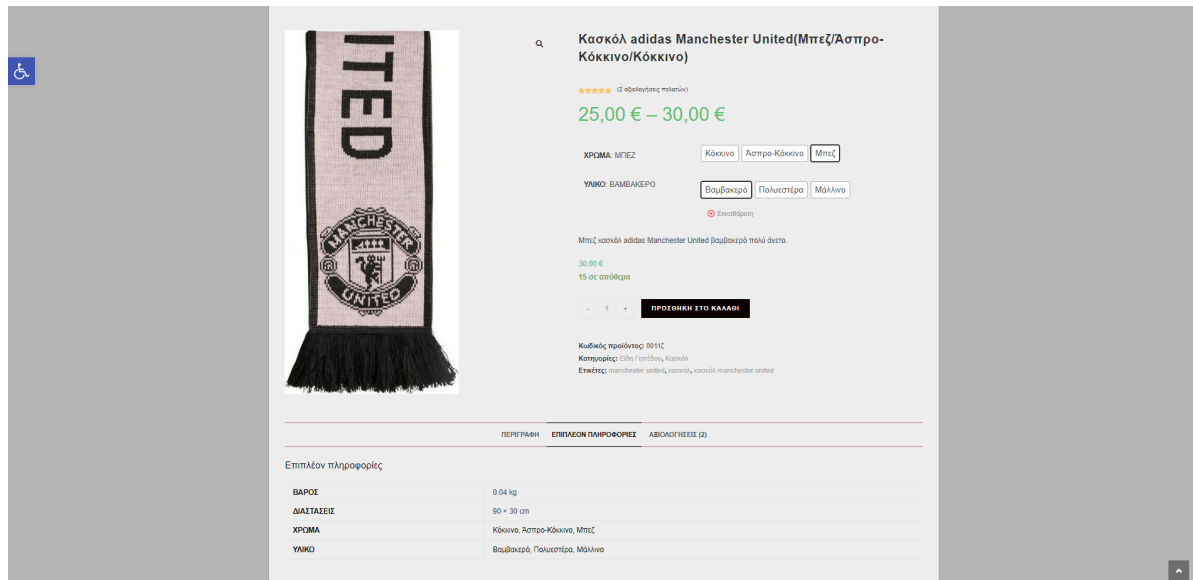 ITED
MANCHESTER
UNITED
Κασκόλ adidas Manchester United(Μπεζ/Άσπρο-
Κόκκινο/Κόκκινο)
(2 αξιολογήσεις πελατών)
25,00 € – 30,00 €
ΧΡΩΜΑ: ΜΠΕΖ
Κόκκινο Άσπρο-Κόκκινο Μπεζ
ΥΛΙΚΟ: ΒΑΜΒΑΚΕΡΟ
Βαμβακερό Πολυεστέρα Μάλλινο
Εκκαθάριση
Μπεζ κασκόλ adidas Manchester United βαμβακερό πολύ άνετο.
30,00 €
15 σε απόθεμα
- 1 + ΠΡΟΣΘΗΚΗ ΣΤΟ ΚΑΛΑΘΙ
Κωδικός προϊόντος: 0011ζ
Κατηγορίες: Είδη Γηπέδου, Κασκόλ
Ετικέτες: manchester united, κασκολ, κασκόλ manchester united
ΠΕΡΙΓΡΑΦΗ ΕΠΙΠΛΕΟΝ ΠΛΗΡΟΦΟΡΙΕΣ ΑΞΙΟΛΟΓΗΣΕΙΣ (2)
Επιπλέον πληροφορίες
ΒΑΡΟΣ 0.04 kg
ΔΙΑΣΤΑΣΕΙΣ 90 × 30 cm
ΧΡΩΜΑ Κόκκινο, Άσπρο-Κόκκινο, Μπεζ
ΥΛΙΚΟ Βαμβακερό, Πολυεστέρα, Μάλλινο